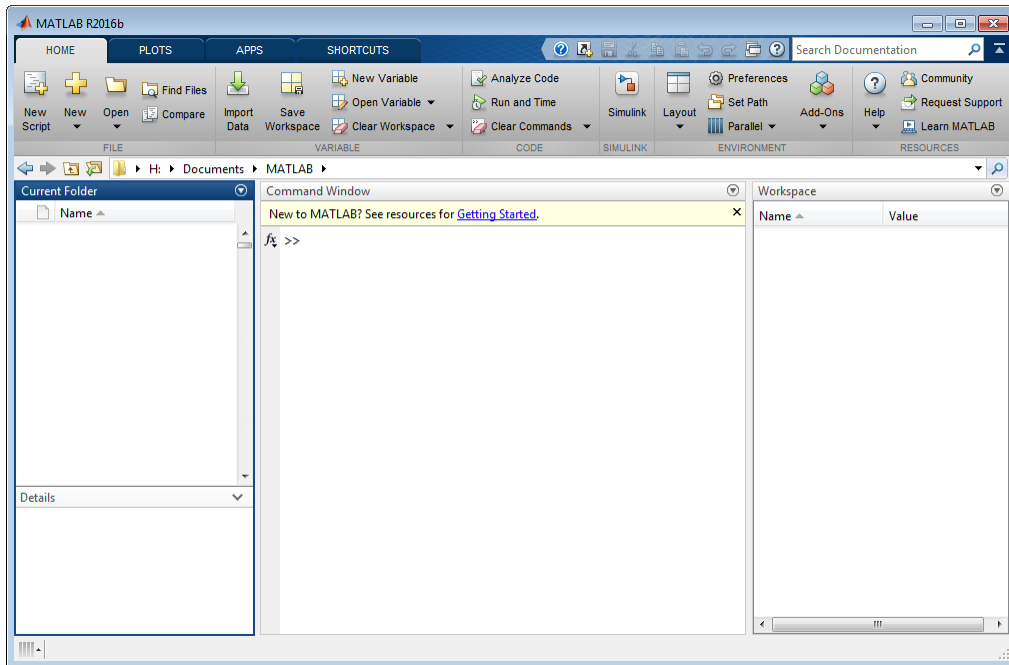 MATLAB R2016b
HOME PLOTS APPS SHORTCUTS Search Documentation
New Script New Open Find Files Compare Import Data Save Workspace New Variable Open Variable Clear Workspace Analyze Code Run and Time Clear Commands Simulink Layout Preferences Set Path Parallel Add-Ons Help Community Request Support Learn MATLAB
FILE VARIABLE CODE SIMULINK ENVIRONMENT RESOURCES
H: Documents MATLAB
Current Folder Command Window Workspace
Name New to MATLAB? See resources for Getting Started. Name Value
fx >>
Details